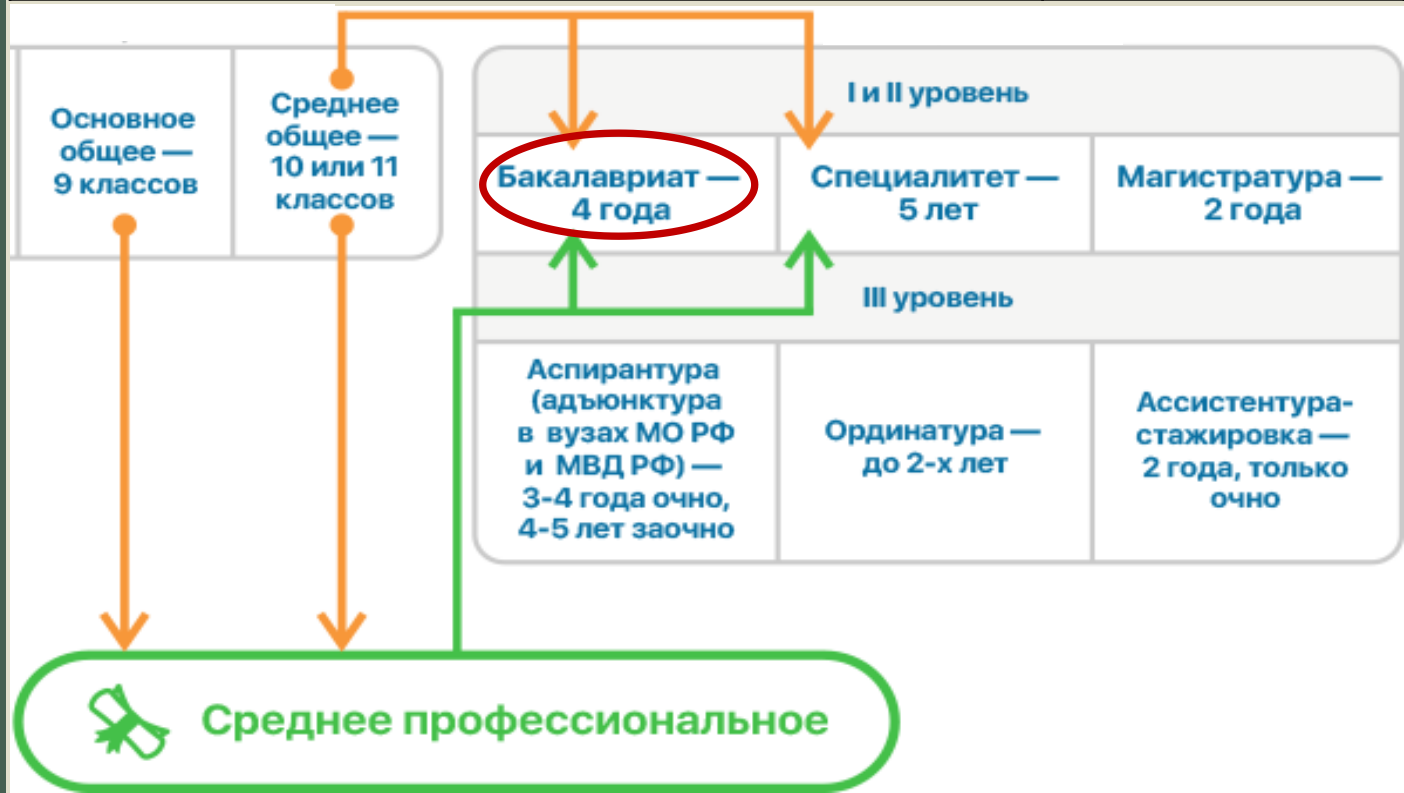 Основное
общее —
9 классов
Среднее
общее —
10 или 11
классов
I и II уровень
Бакалавриат —
4 года
Специалитет —
5 лет
Магистратура —
2 года
III уровень
Аспирантура
(адъюнктура
в вузах МО РФ
и МВД РФ) —
3-4 года очно,
4-5 лет заочно
Ординатура —
до 2-х лет
Ассистентура-
стажировка —
2 года, только
очно
Среднее профессиональное